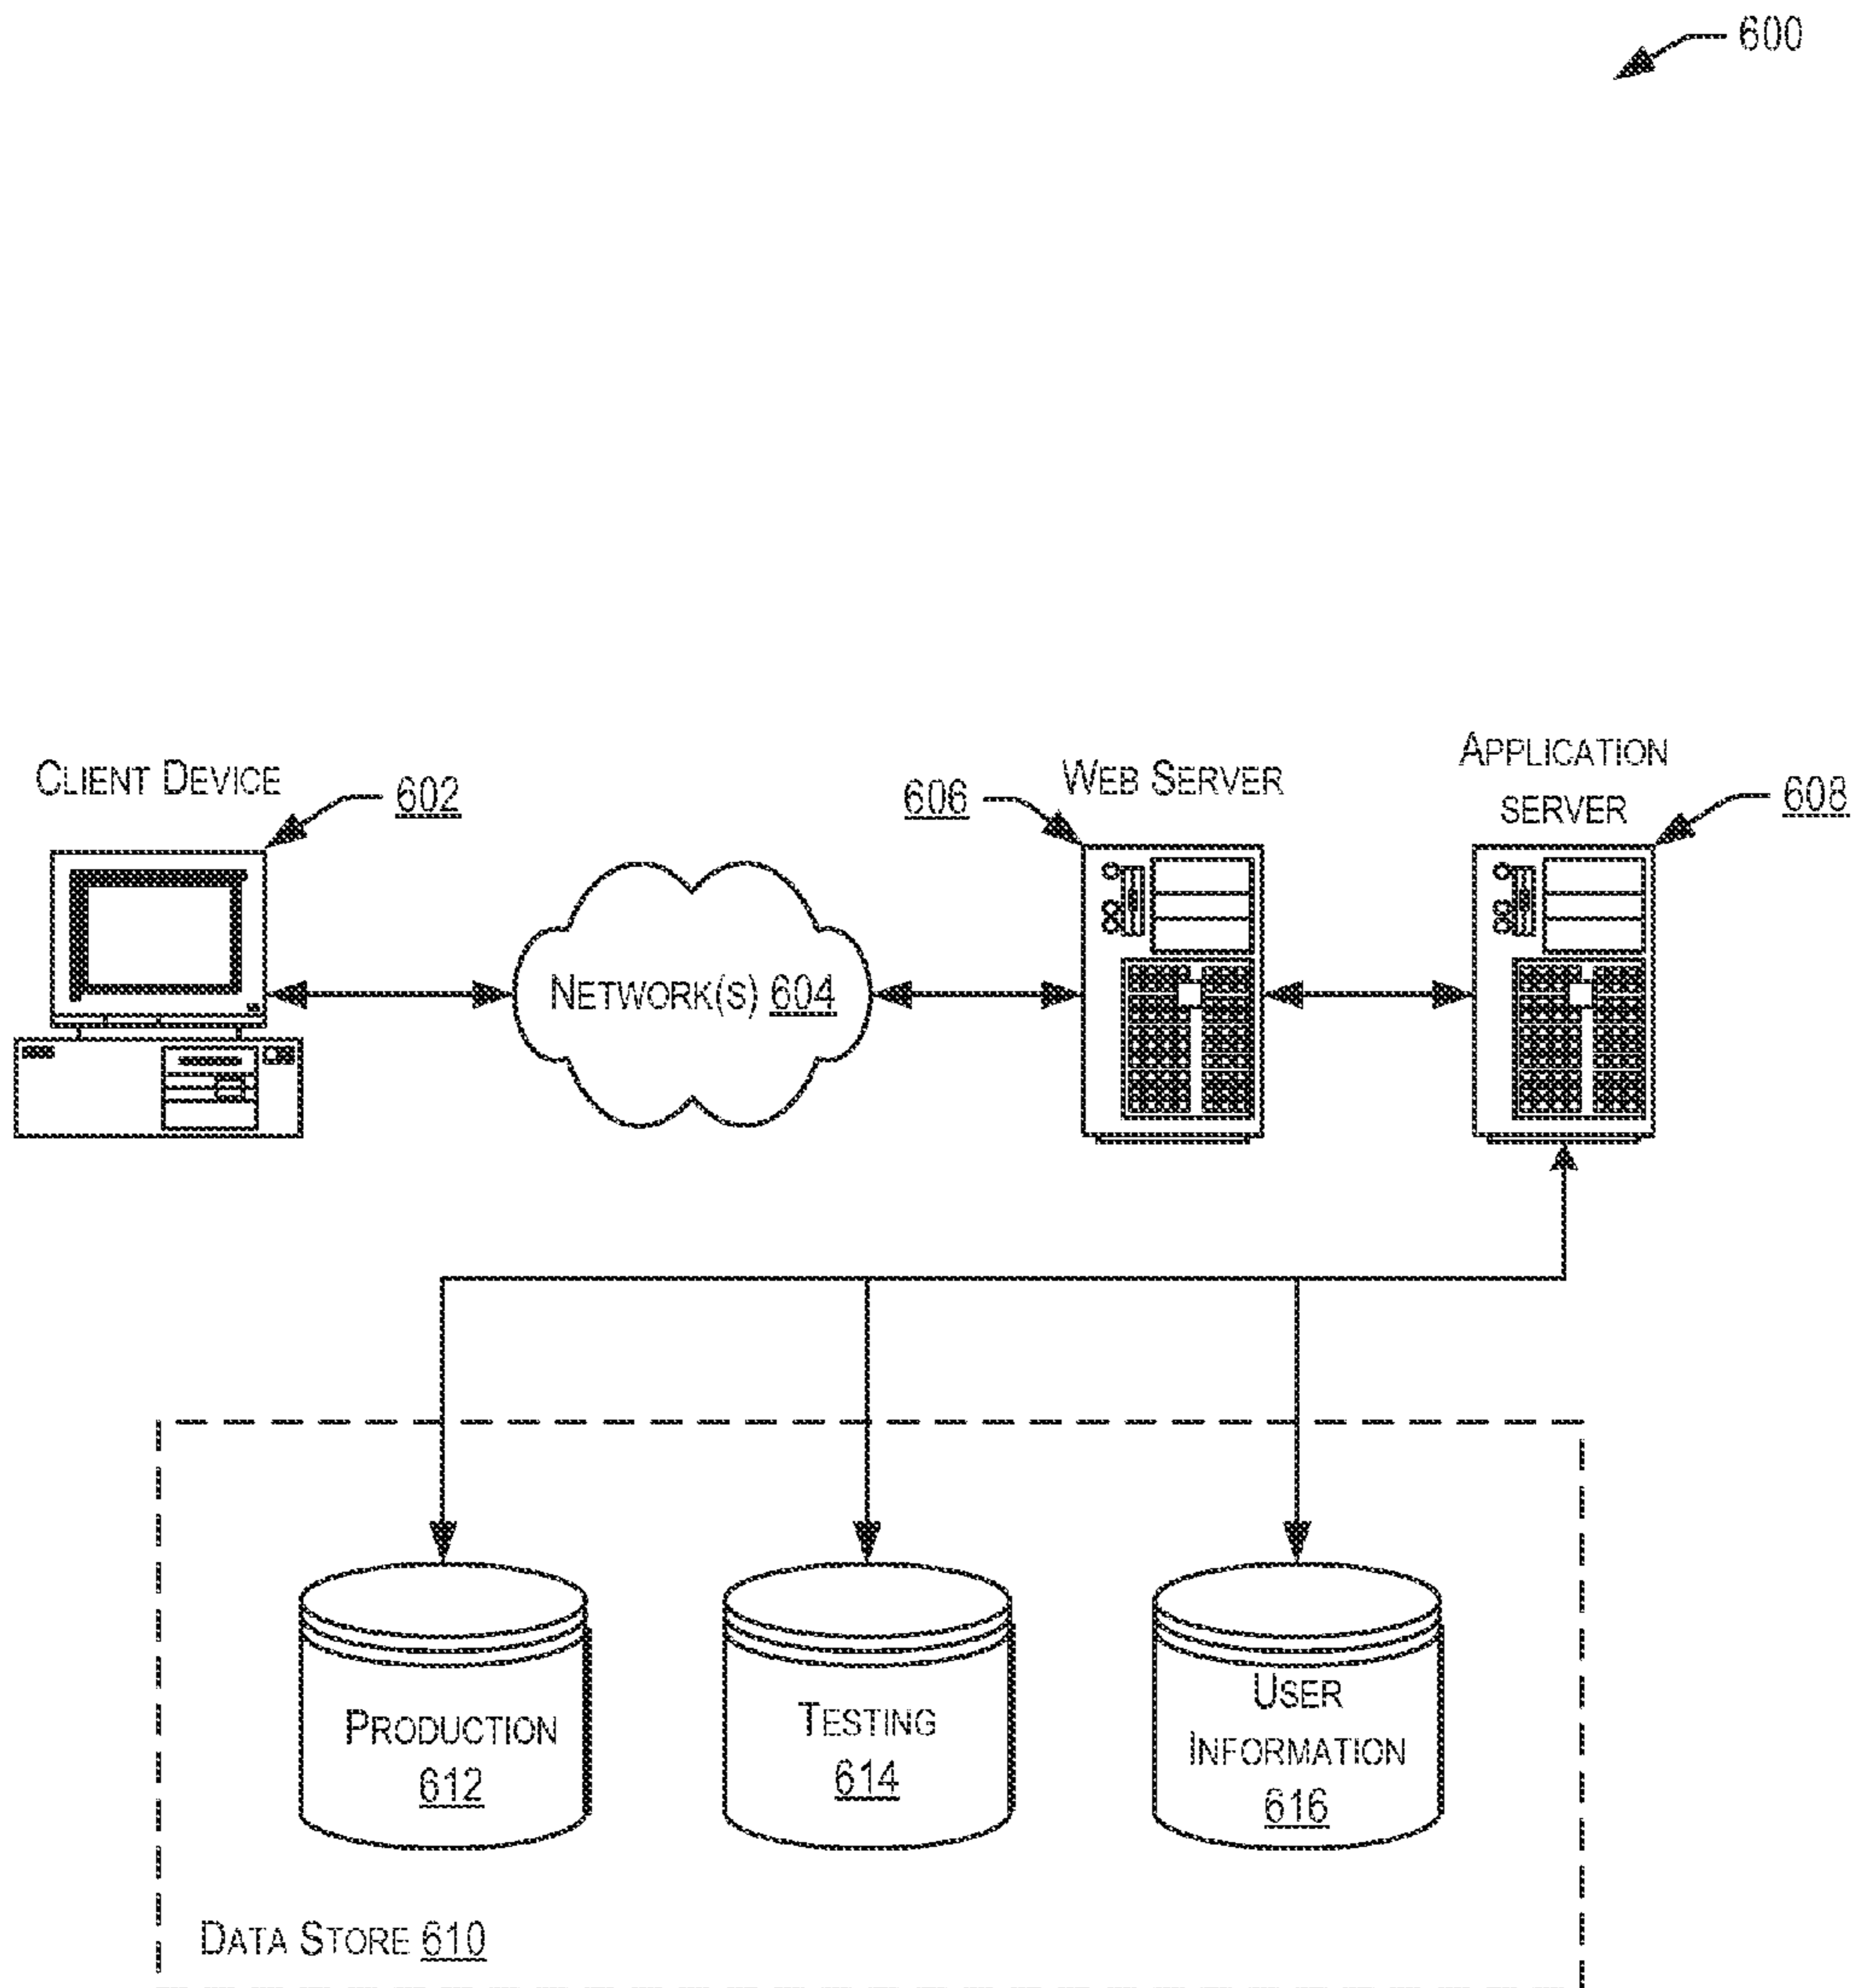 600
CLIENT DEVICE
602
606
WEB SERVER
APPLICATION
SERVER
608
NETWORK(S) 604
PRODUCTION
612
TESTING
614
USER
INFORMATION
616
DATA STORE 610